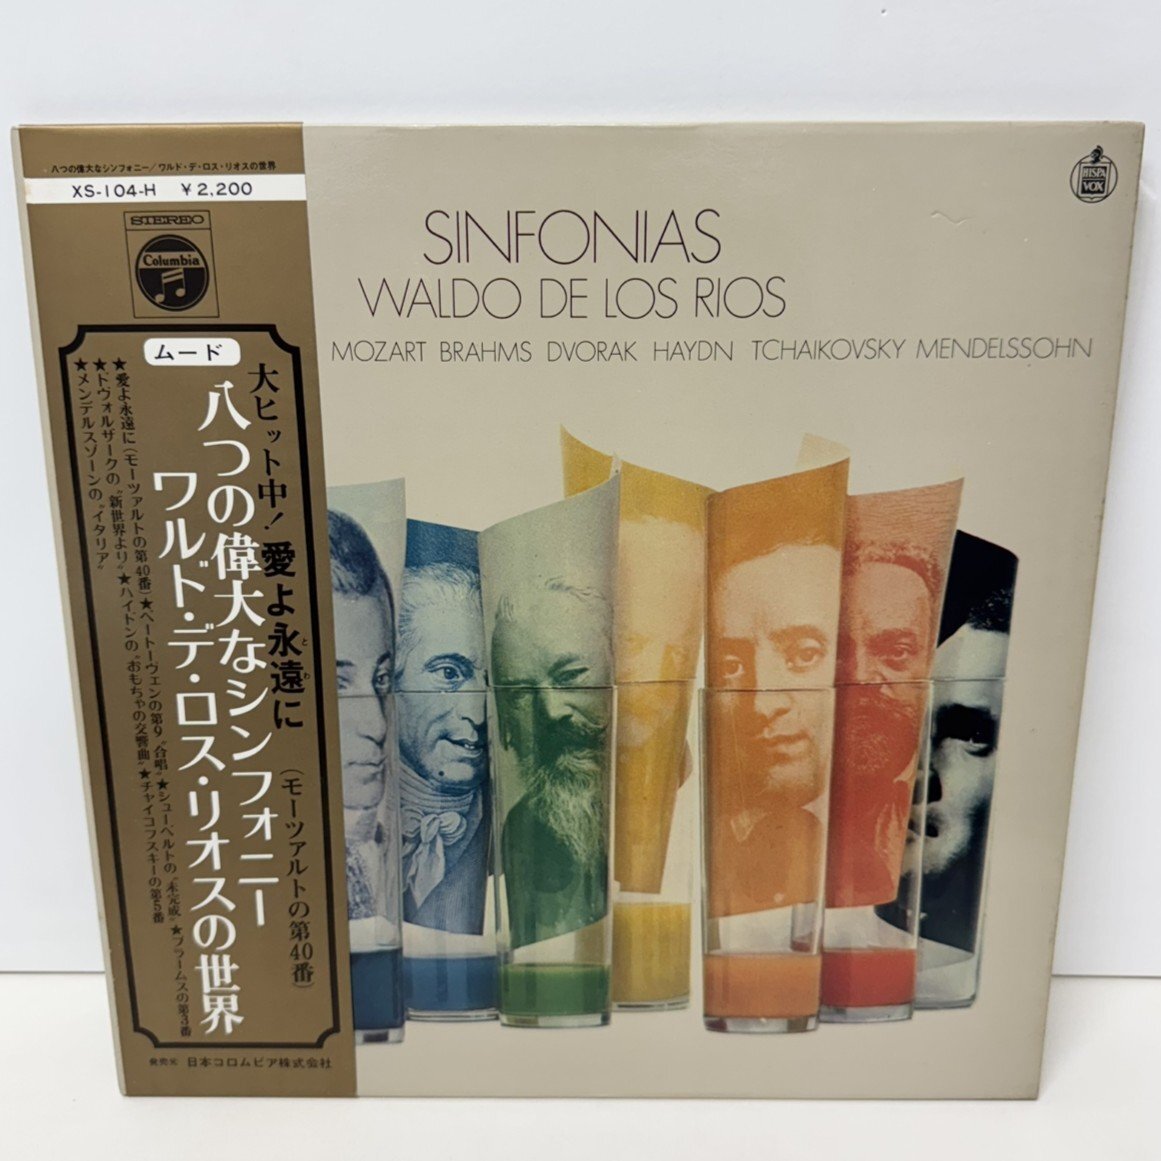 八つの偉大なシンフォニー/ワルド・デ・ロス・リオスの世界
XS-104-H ¥2,200
STEREO
Columbia
ムード
大ヒット中!愛よ永遠に(モーツァルトの第40番)
とわ
八つの偉大なシンフォニー
ワルド・デ・ロス・リオスの世界
★愛よ永遠に(モーツァルトの第40番)★ベートーヴェンの第9“合唱”★シューベルトの“未完成”★ブラームスの第3番
★ドヴォルザークの“新世界より”★ハイドンの“おもちゃの交響曲”★チャイコフスキーの第5番
★メンデルスゾーンの“イタリア”
発売元 日本コロムビア株式会社
HISPA
VOX
SINFONIAS
WALDO DE LOS RIOS
MOZART BRAHMS DVORAK HAYDN TCHAIKOVSKY MENDELSSOHN